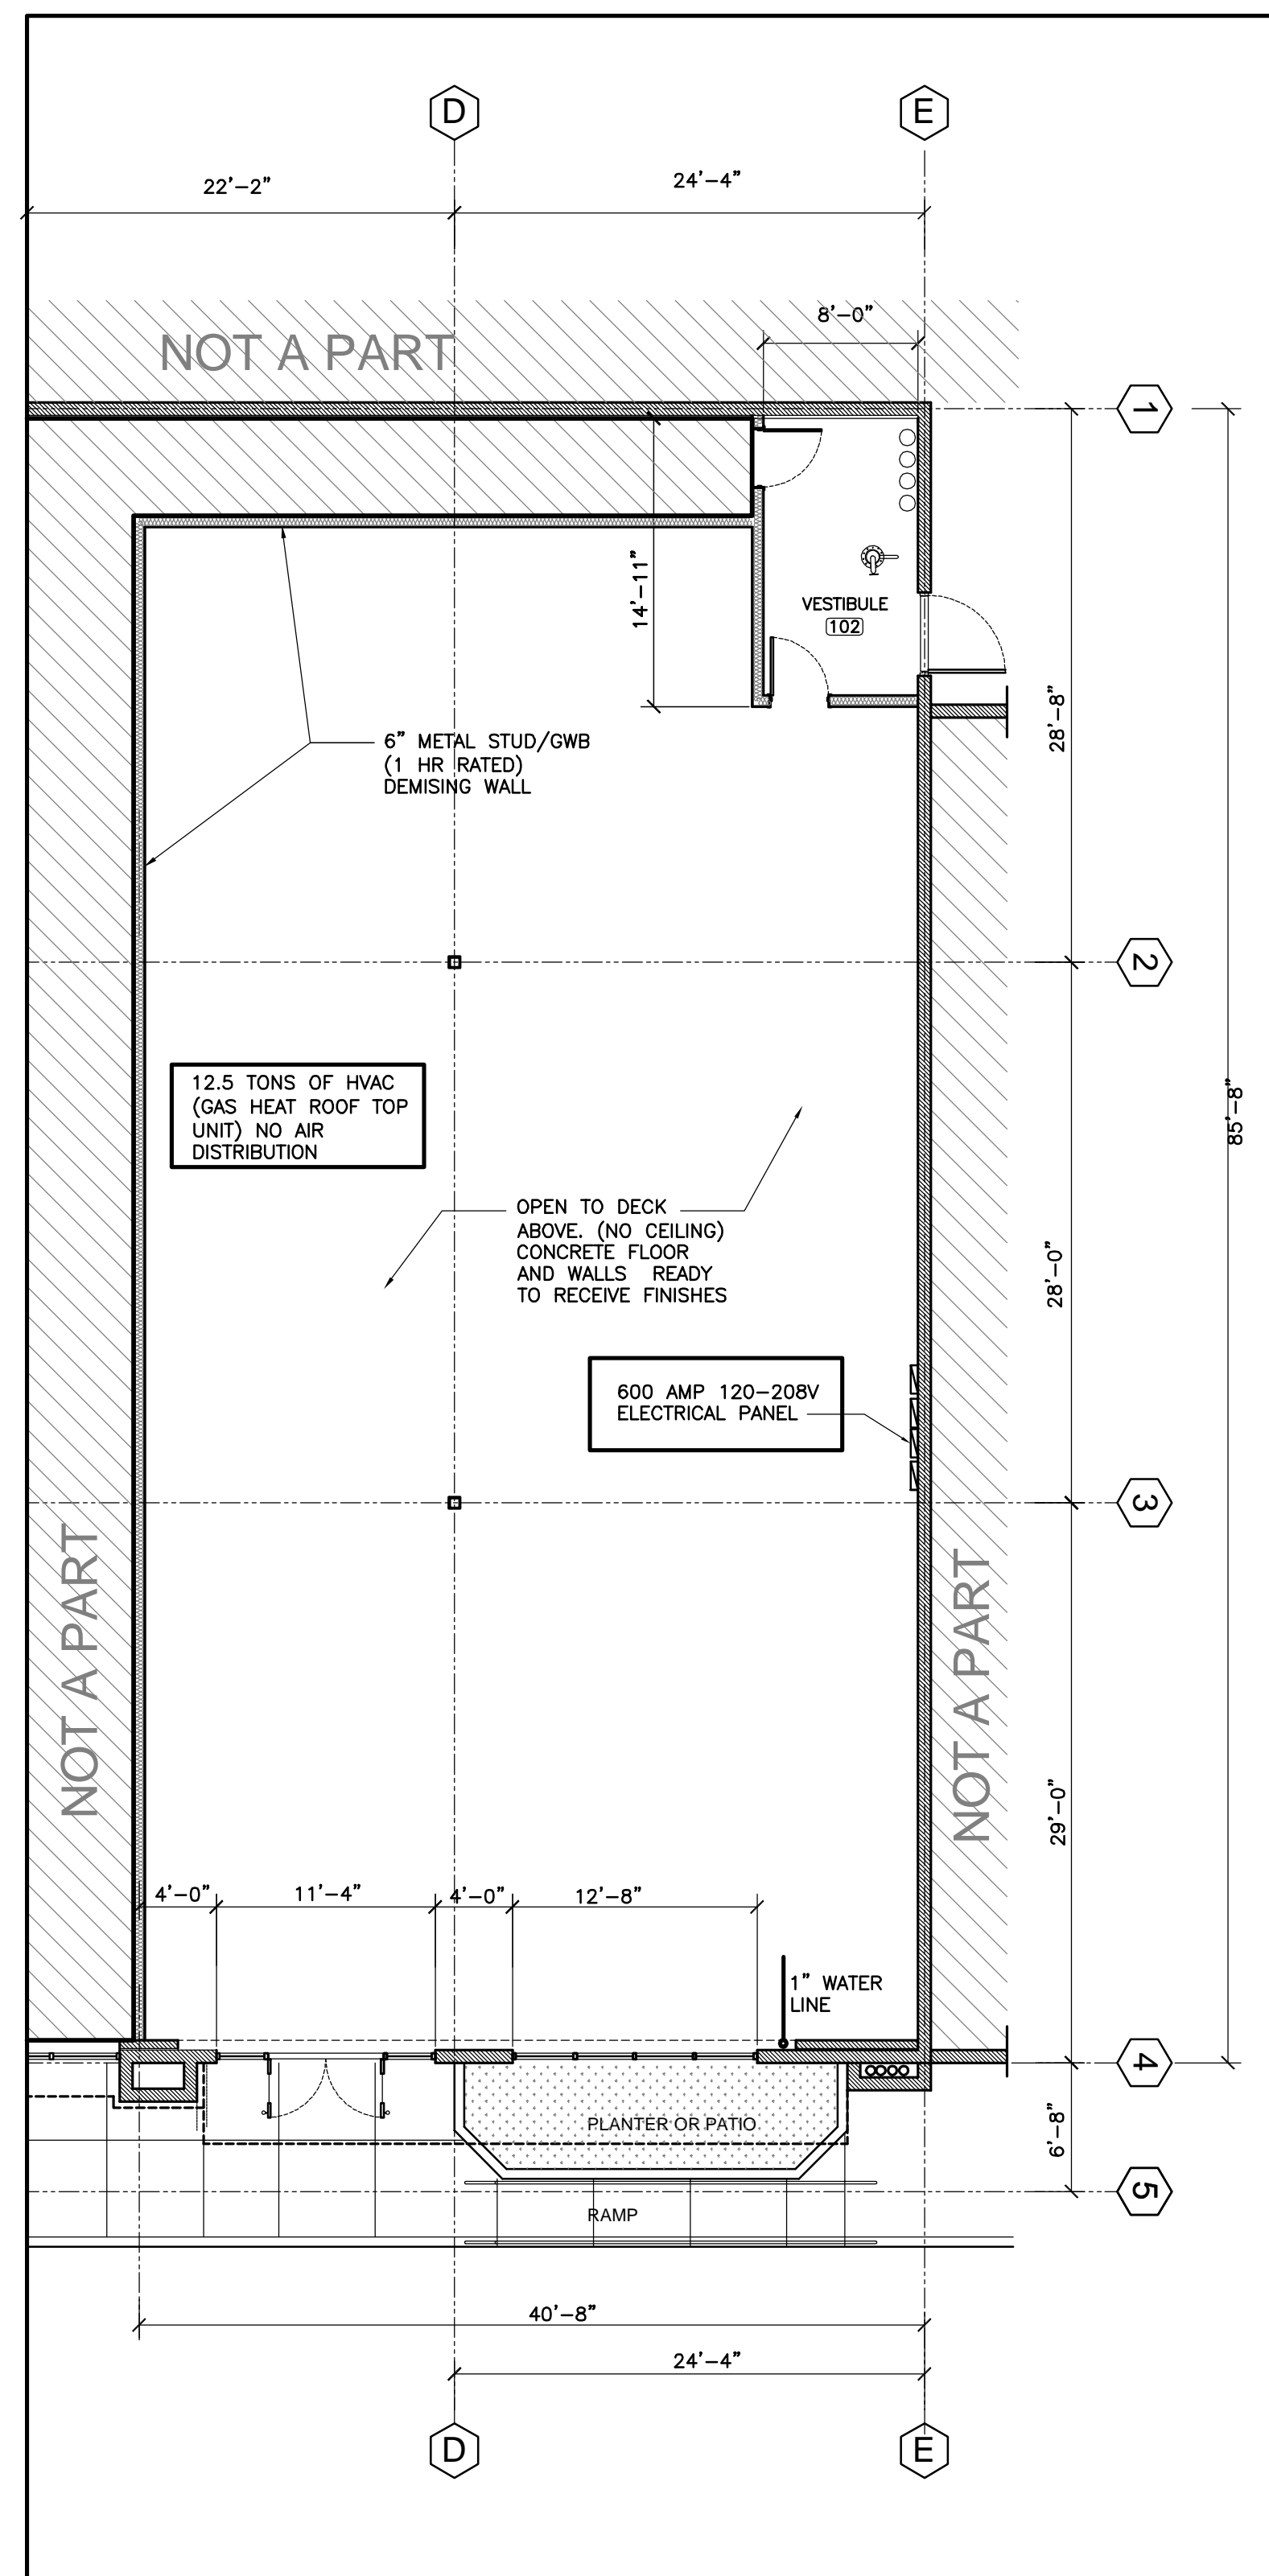 D
E
22'-2"
24'-4"
8'-0"
NOT A PART
1
14'-11"
VESTIBULE
102
28'-8"
6" METAL STUD/GWB
(1 HR RATED)
DEMISING WALL
2
12.5 TONS OF HVAC
(GAS HEAT ROOF TOP
UNIT) NO AIR
DISTRIBUTION
85'-8"
OPEN TO DECK
ABOVE. (NO CEILING)
CONCRETE FLOOR
AND WALLS READY
TO RECEIVE FINISHES
28'-0"
600 AMP 120-208V
ELECTRICAL PANEL
3
NOT A PART
NOT A PART
29'-0"
4'-0"
11'-4"
4'-0"
12'-8"
1" WATER
LINE
4
PLANTER OR PATIO
6'-8"
5
RAMP
40'-8"
24'-4"
D
E